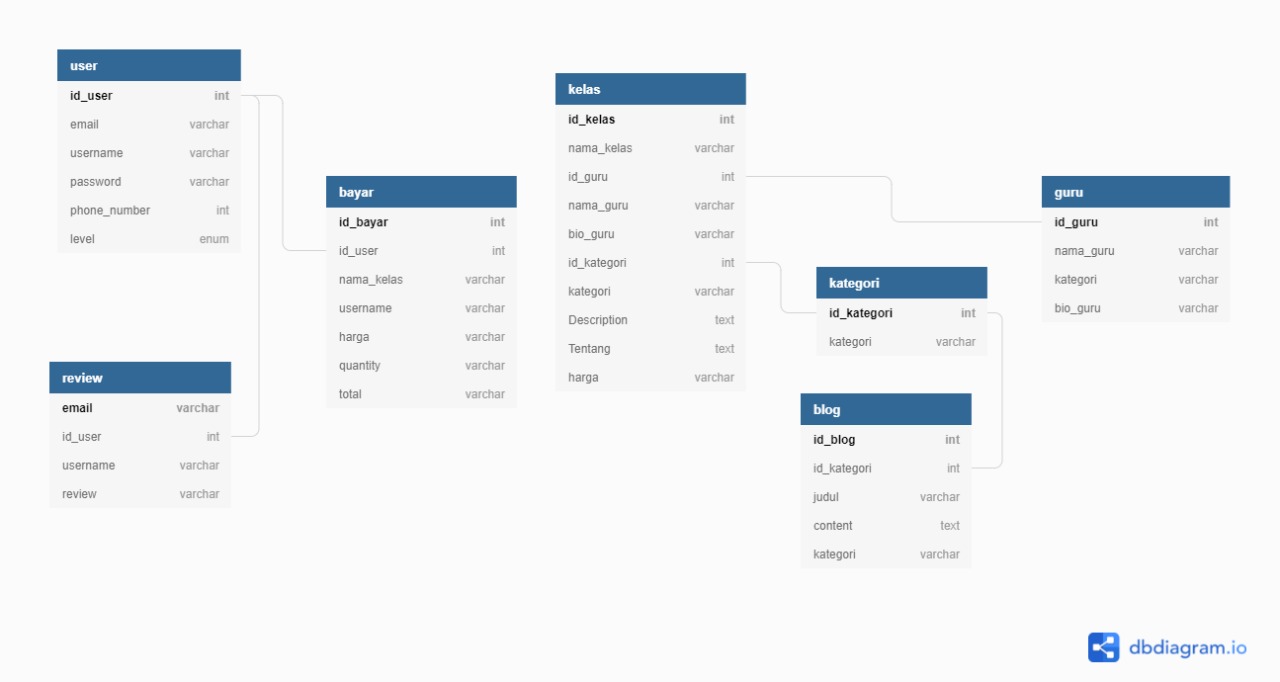 user
id_user int
email varchar
username varchar
password varchar
phone_number int
level enum
review
email varchar
id_user int
username varchar
review varchar
bayar
id_bayar int
id_user int
nama_kelas varchar
username varchar
harga varchar
quantity varchar
total varchar
kelas
id_kelas int
nama_kelas varchar
id_guru int
nama_guru varchar
bio_guru varchar
id_kategori int
kategori varchar
Description text
Tentang text
harga varchar
kategori
id_kategori int
kategori varchar
blog
id_blog int
id_kategori int
judul varchar
content text
kategori varchar
guru
id_guru int
nama_guru varchar
kategori varchar
bio_guru varchar
dbdiagram.io